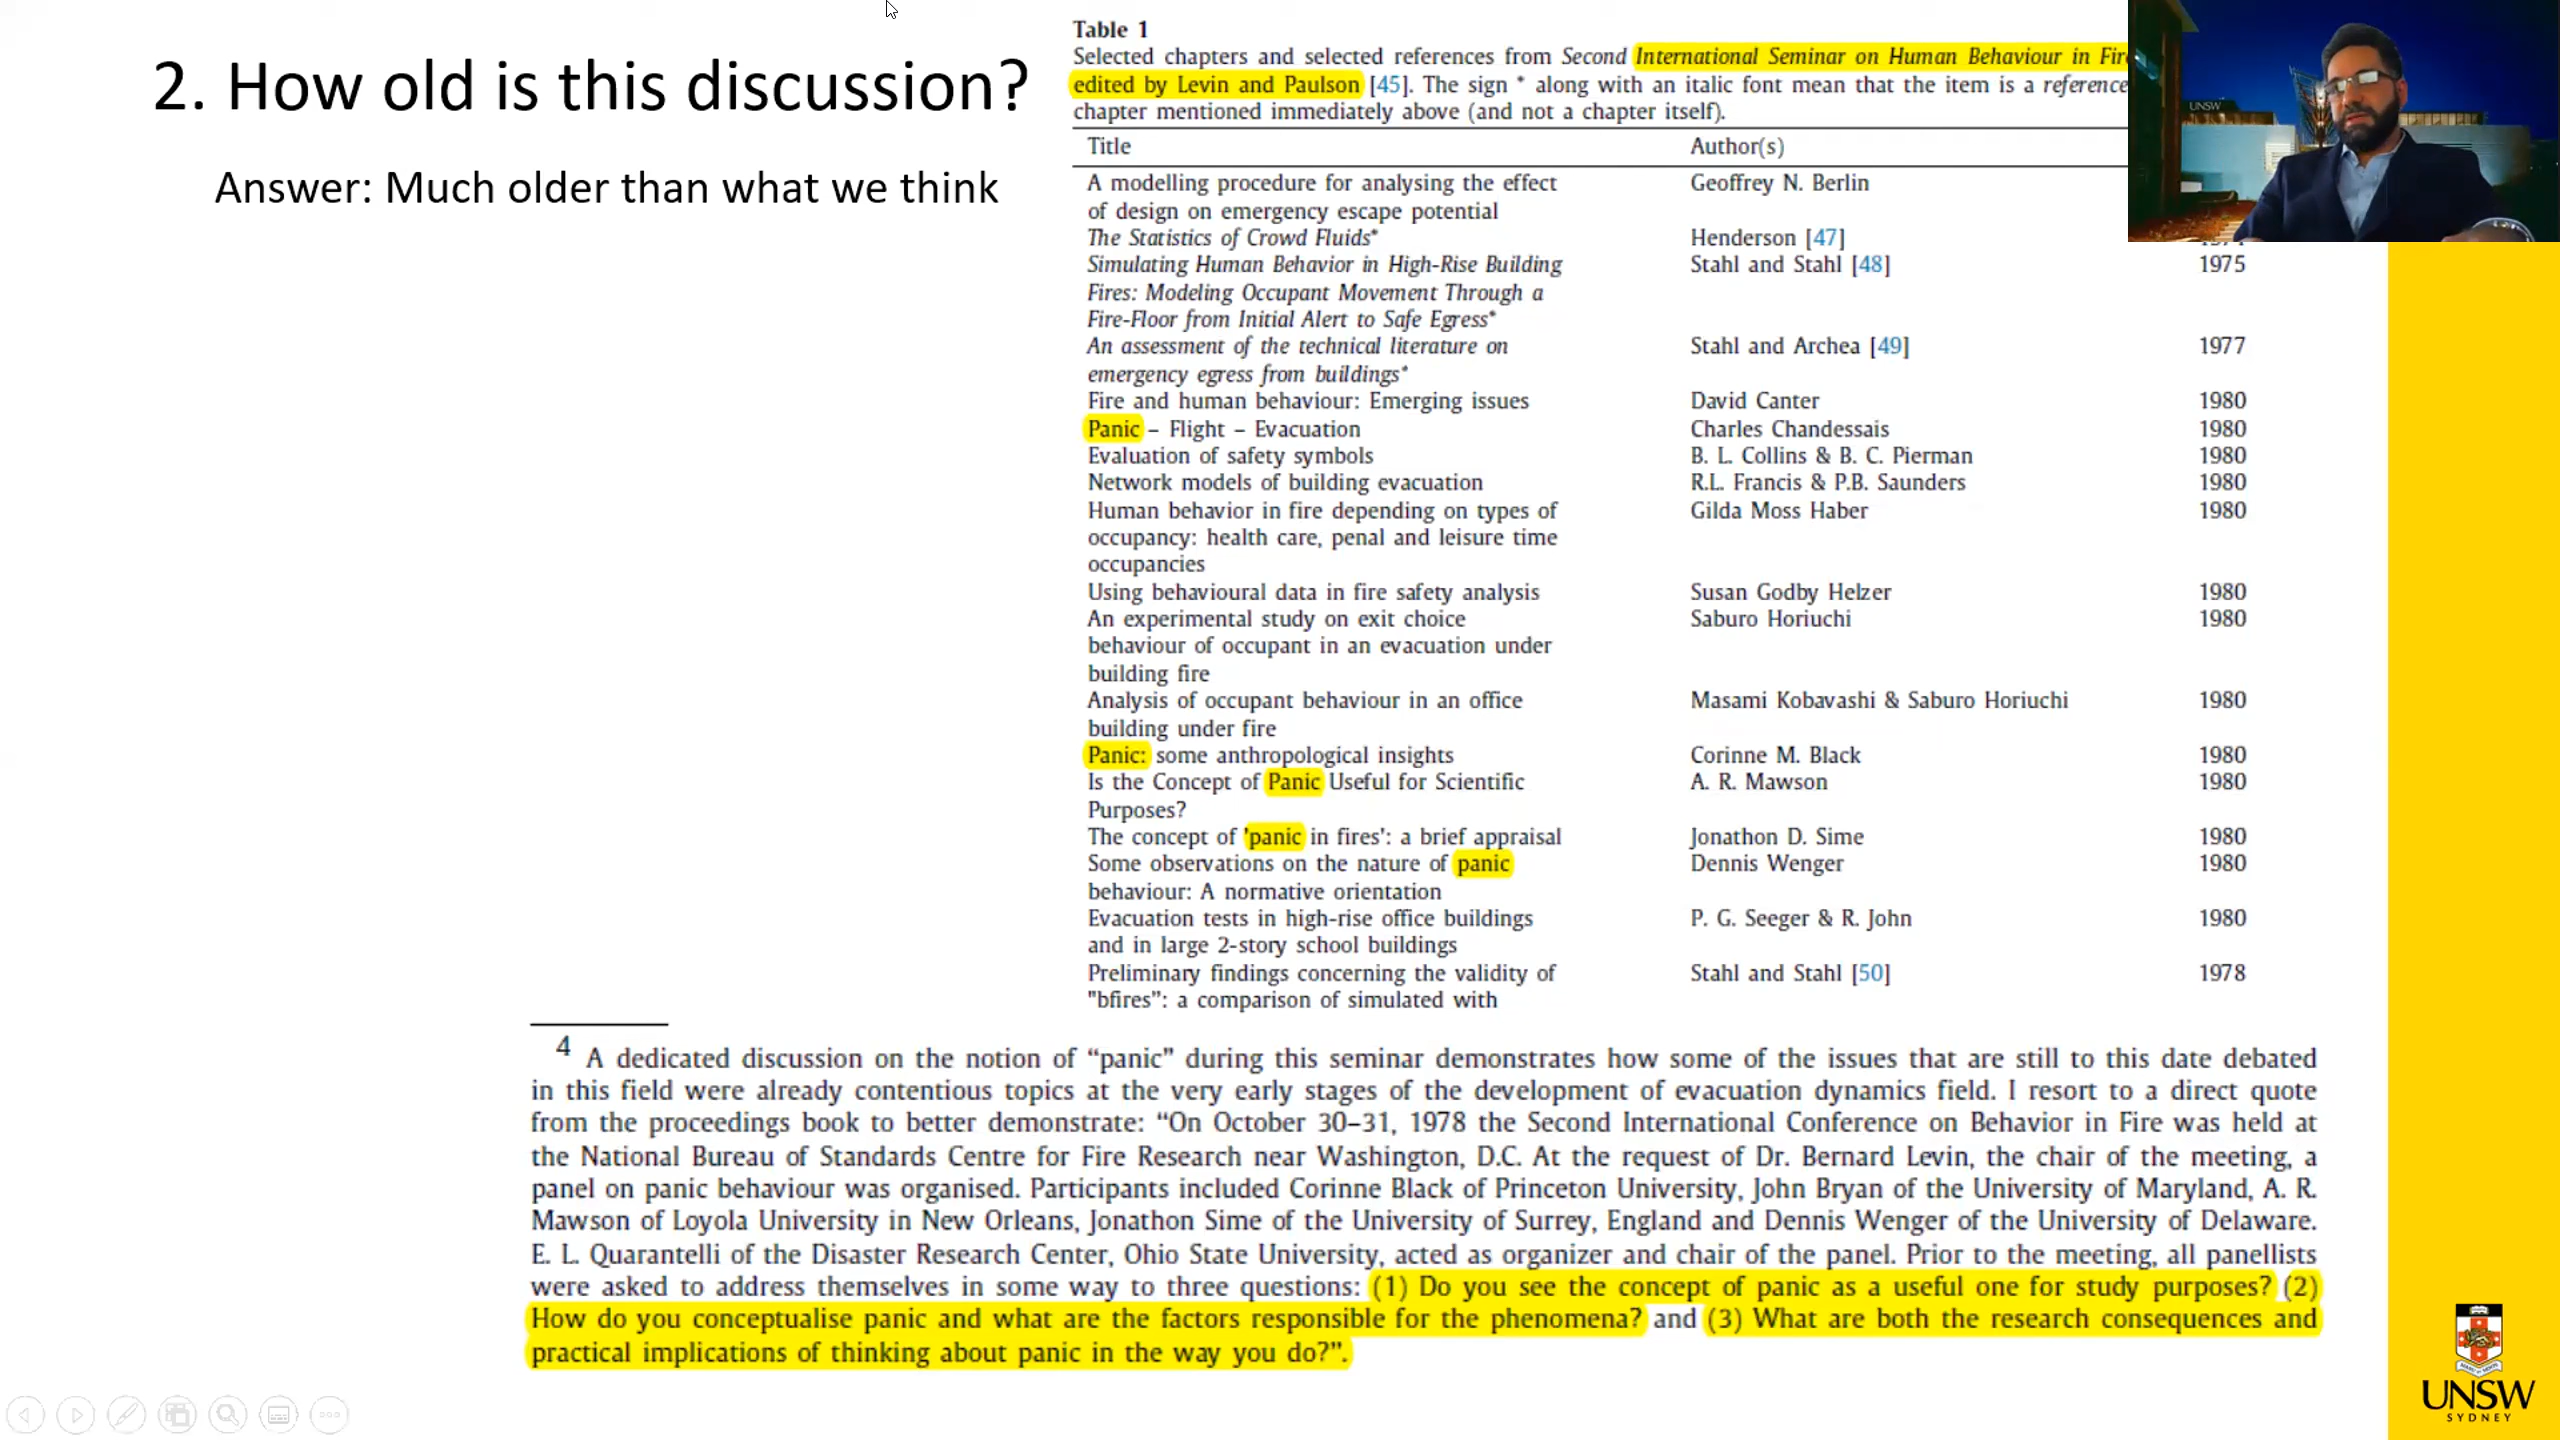 2. How old is this discussion?
Answer: Much older than what we think
Table 1
Selected chapters and selected references from Second International Seminar on Human Behaviour in Fir
edited by Levin and Paulson [45]. The sign * along with an italic font mean that the item is a reference
chapter mentioned immediately above (and not a chapter itself).
Title Author(s)
A modelling procedure for analysing the effect Geoffrey N. Berlin
of design on emergency escape potential
The Statistics of Crowd Fluids* Henderson [47]
Simulating Human Behavior in High-Rise Building Stahl and Stahl [48] 1975
Fires: Modeling Occupant Movement Through a
Fire-Floor from Initial Alert to Safe Egress*
An assessment of the technical literature on Stahl and Archea [49] 1977
emergency egress from buildings*
Fire and human behaviour: Emerging issues David Canter 1980
Panic – Flight – Evacuation Charles Chandessais 1980
Evaluation of safety symbols B. L. Collins & B. C. Pierman 1980
Network models of building evacuation R.L. Francis & P.B. Saunders 1980
Human behavior in fire depending on types of Gilda Moss Haber 1980
occupancy: health care, penal and leisure time
occupancies
Using behavioural data in fire safety analysis Susan Godby Helzer 1980
An experimental study on exit choice Saburo Horiuchi 1980
behaviour of occupant in an evacuation under
building fire
Analysis of occupant behaviour in an office Masami Kobavashi & Saburo Horiuchi 1980
building under fire
Panic: some anthropological insights Corinne M. Black 1980
Is the Concept of Panic Useful for Scientific A. R. Mawson 1980
Purposes?
The concept of 'panic in fires': a brief appraisal Jonathon D. Sime 1980
Some observations on the nature of panic Dennis Wenger 1980
behaviour: A normative orientation
Evacuation tests in high-rise office buildings P. G. Seeger & R. John 1980
and in large 2-story school buildings
Preliminary findings concerning the validity of Stahl and Stahl [50] 1978
"bfires": a comparison of simulated with
4 A dedicated discussion on the notion of “panic” during this seminar demonstrates how some of the issues that are still to this date debated
in this field were already contentious topics at the very early stages of the development of evacuation dynamics field. I resort to a direct quote
from the proceedings book to better demonstrate: “On October 30–31, 1978 the Second International Conference on Behavior in Fire was held at
the National Bureau of Standards Centre for Fire Research near Washington, D.C. At the request of Dr. Bernard Levin, the chair of the meeting, a
panel on panic behaviour was organised. Participants included Corinne Black of Princeton University, John Bryan of the University of Maryland, A. R.
Mawson of Loyola University in New Orleans, Jonathon Sime of the University of Surrey, England and Dennis Wenger of the University of Delaware.
E. L. Quarantelli of the Disaster Research Center, Ohio State University, acted as organizer and chair of the panel. Prior to the meeting, all panellists
were asked to address themselves in some way to three questions: (1) Do you see the concept of panic as a useful one for study purposes? (2)
How do you conceptualise panic and what are the factors responsible for the phenomena? and (3) What are both the research consequences and
practical implications of thinking about panic in the way you do?”.
UNSW
UNSW
SYDNEY